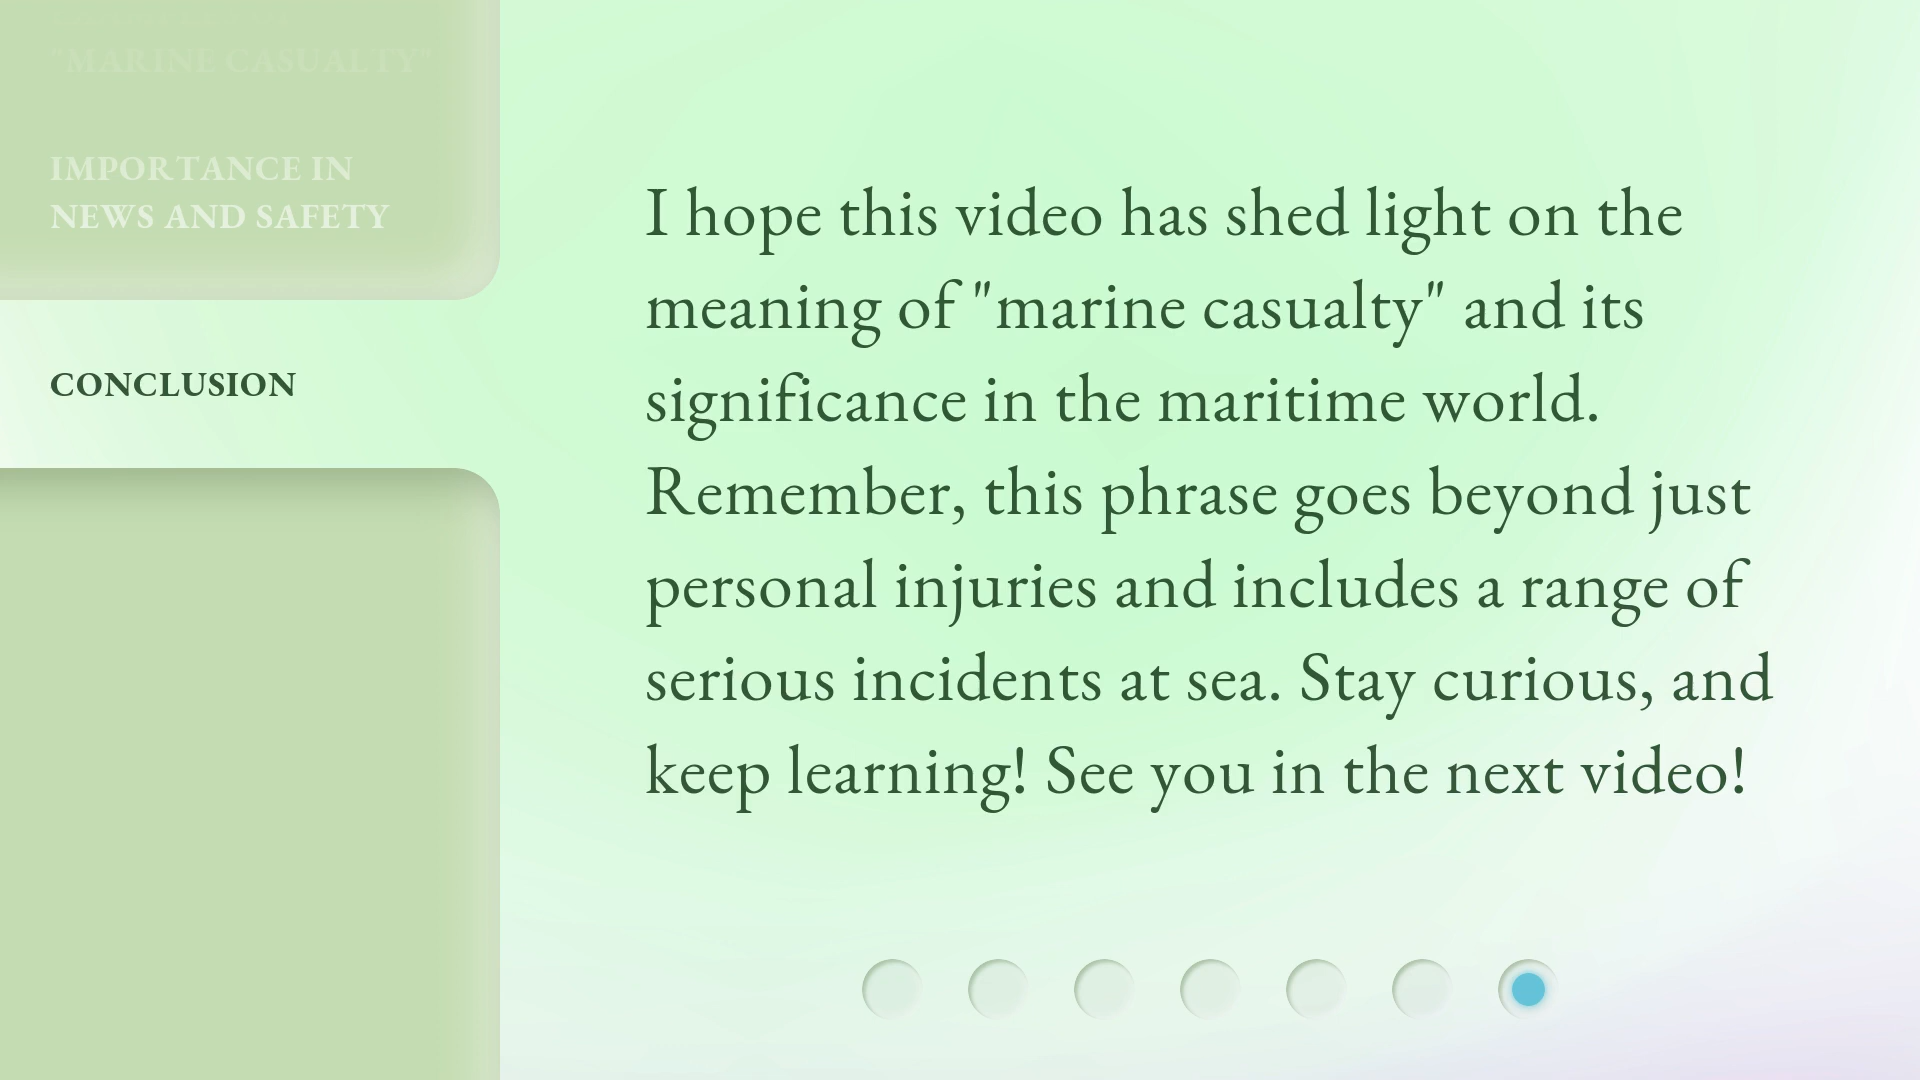 "MARINE CASUALTY"
IMPORTANCE IN
NEWS AND SAFETY
CONCLUSION
I hope this video has shed light on the
meaning of "marine casualty" and its
significance in the maritime world.
Remember, this phrase goes beyond just
personal injuries and includes a range of
serious incidents at sea. Stay curious, and
keep learning! See you in the next video!